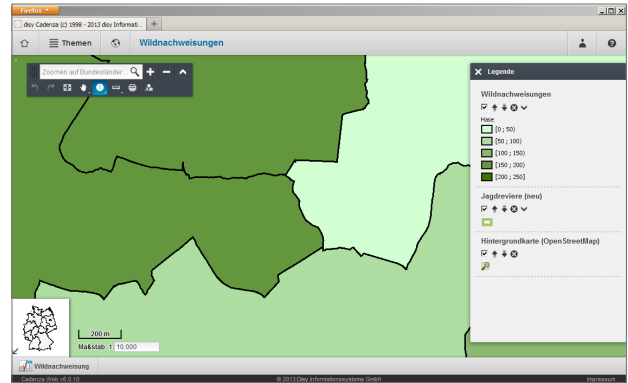 Firefox
disy Cadenza (c) 1998 - 2013 disy Informati...
Themen
Wildnachweisungen
Zoomen auf Bundesländer...
Legende
Wildnachweisungen
Hase
[0 ; 50)
[50 ; 100)
[100 ; 150)
[150 ; 200)
[200 ; 250]
Jagdreviere (neu)
Hintergrundkarte (OpenStreetMap)
200 m
Maßstab 1: 10.000
Wildnachweisung
Cadenza Web v6.0.10
© 2013 Disy Informationssysteme GmbH
Impressum